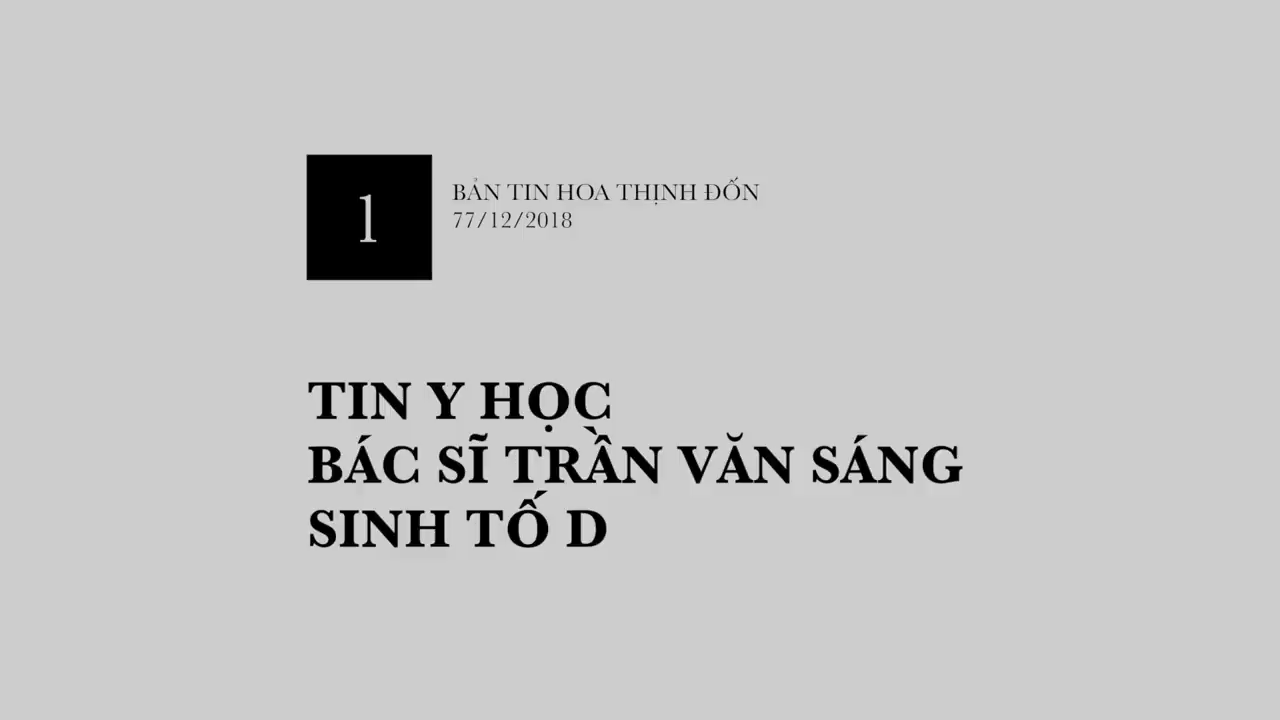 1
BẢN TIN HOA THỊNH ĐỐN
77/12/2018
TIN Y HỌC
BÁC SĨ TRẦN VĂN SÁNG
SINH TỐ D